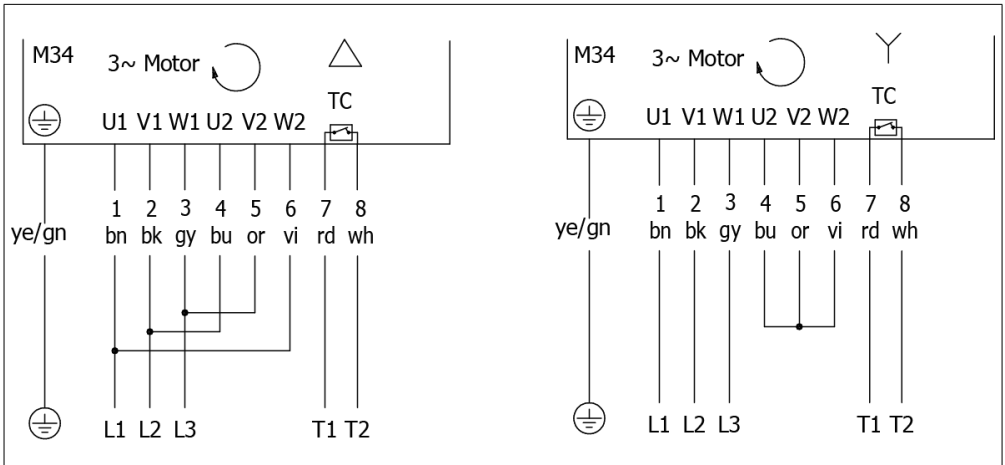 M34 3~ Motor
TC
U1 V1 W1 U2 V2 W2
1 2 3 4 5 6 7 8
ye/gn bn bk gy bu or vi rd wh
L1 L2 L3 T1 T2
M34 3~ Motor
TC
U1 V1 W1 U2 V2 W2
1 2 3 4 5 6 7 8
ye/gn bn bk gy bu or vi rd wh
L1 L2 L3 T1 T2